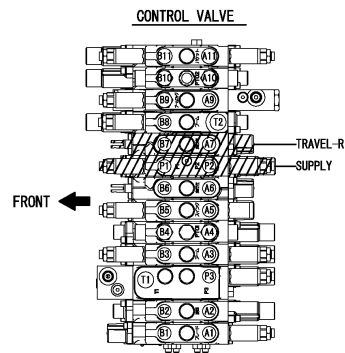 CONTROL VALVE
B11 A11
B10 A10
B9 A9
B8 T2
B7 A7 TRAVEL-R
P1 P2 SUPPLY
B6 A6
FRONT
B5 A5
B4 A4
B3 A3
T1 P3
B2 A2
B1 A1